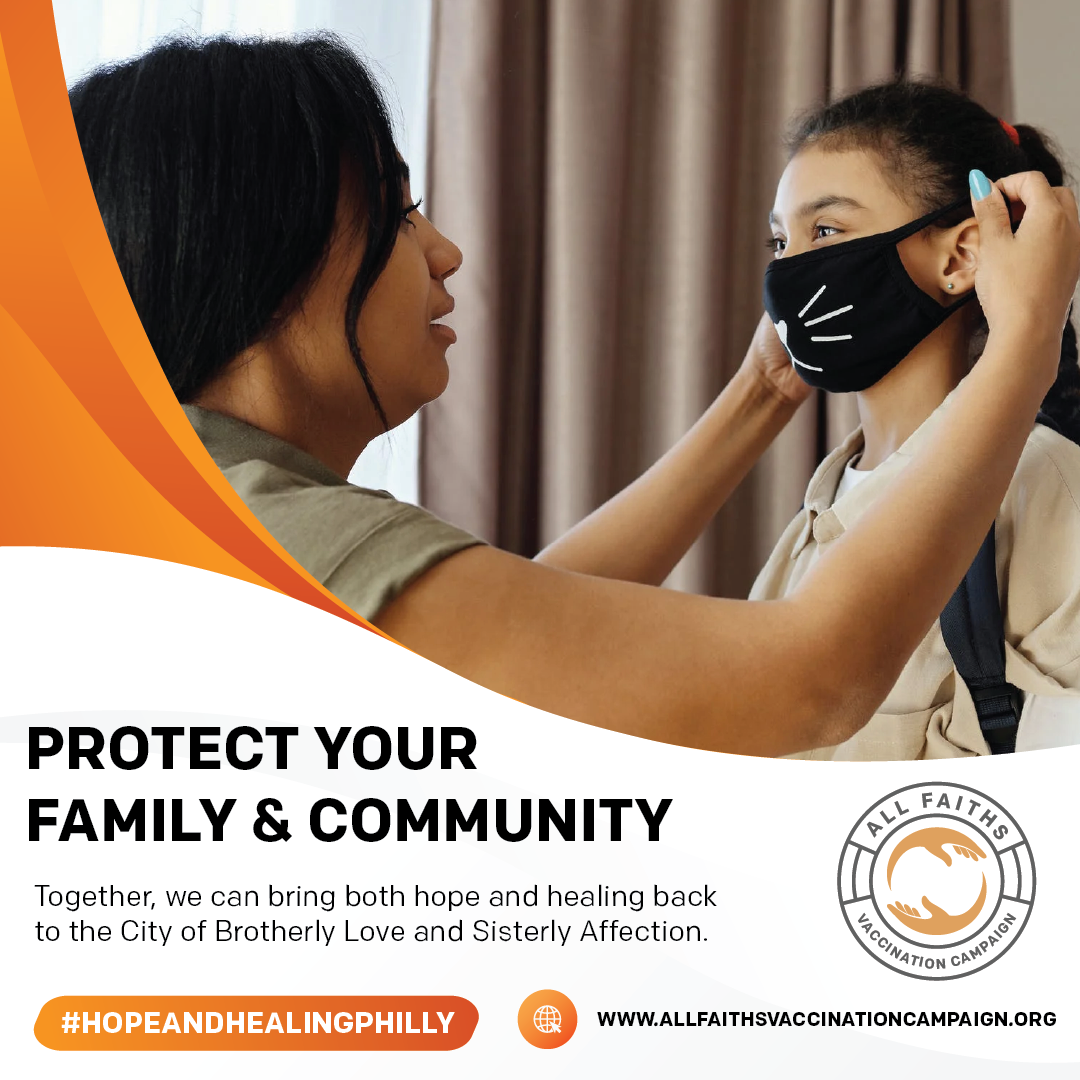 PROTECT YOUR
FAMILY & COMMUNITY
Together, we can bring both hope and healing back
to the City of Brotherly Love and Sisterly Affection.
ALL FAITHS
VACCINATION CAMPAIGN
#HOPEANDHEALINGPHILLY
WWW.ALLFAITHSVACCINATIONCAMPAIGN.ORG